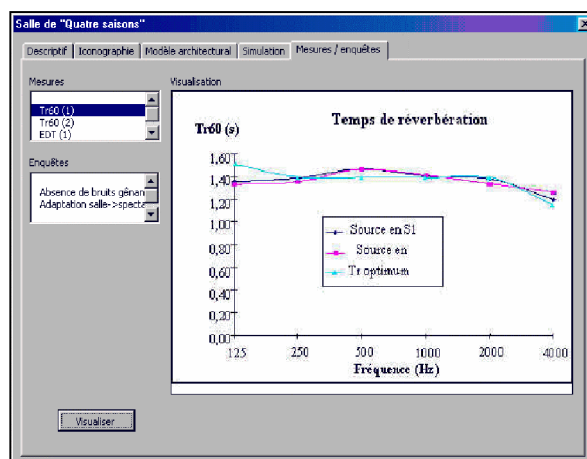 Salle de "Quatre saisons"
Descriptif Iconographie Modèle architectural Simulation Mesures / enquêtes
Mesures
Tr60 (1)
Tr60 (2)
EDT (1)
Enquêtes
Absence de bruits génan
Adaptation salle->specta
Visualiser
Visualisation
Temps de réverbération
Tr60 (s)
1,60
1,40
1,20
1,00
0,80
0,60
0,40
0,20
0,00
Source en S1
Source en
Tr optimum
125 250 500 1000 2000 4000
Fréquence (Hz)